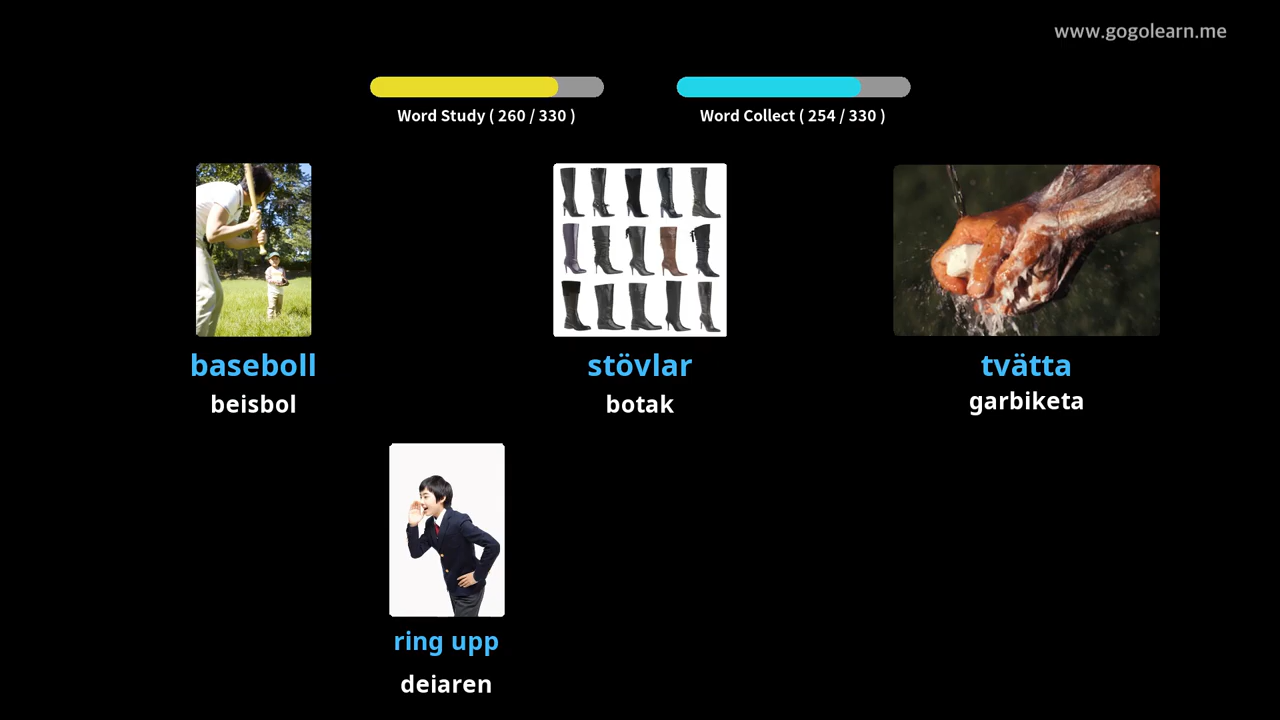 www.gogolearn.me
Word Study ( 260 / 330 )
Word Collect ( 254 / 330 )
baseboll
stövlar
tvätta
beisbol
botak
garbiketa
ring upp
deiaren